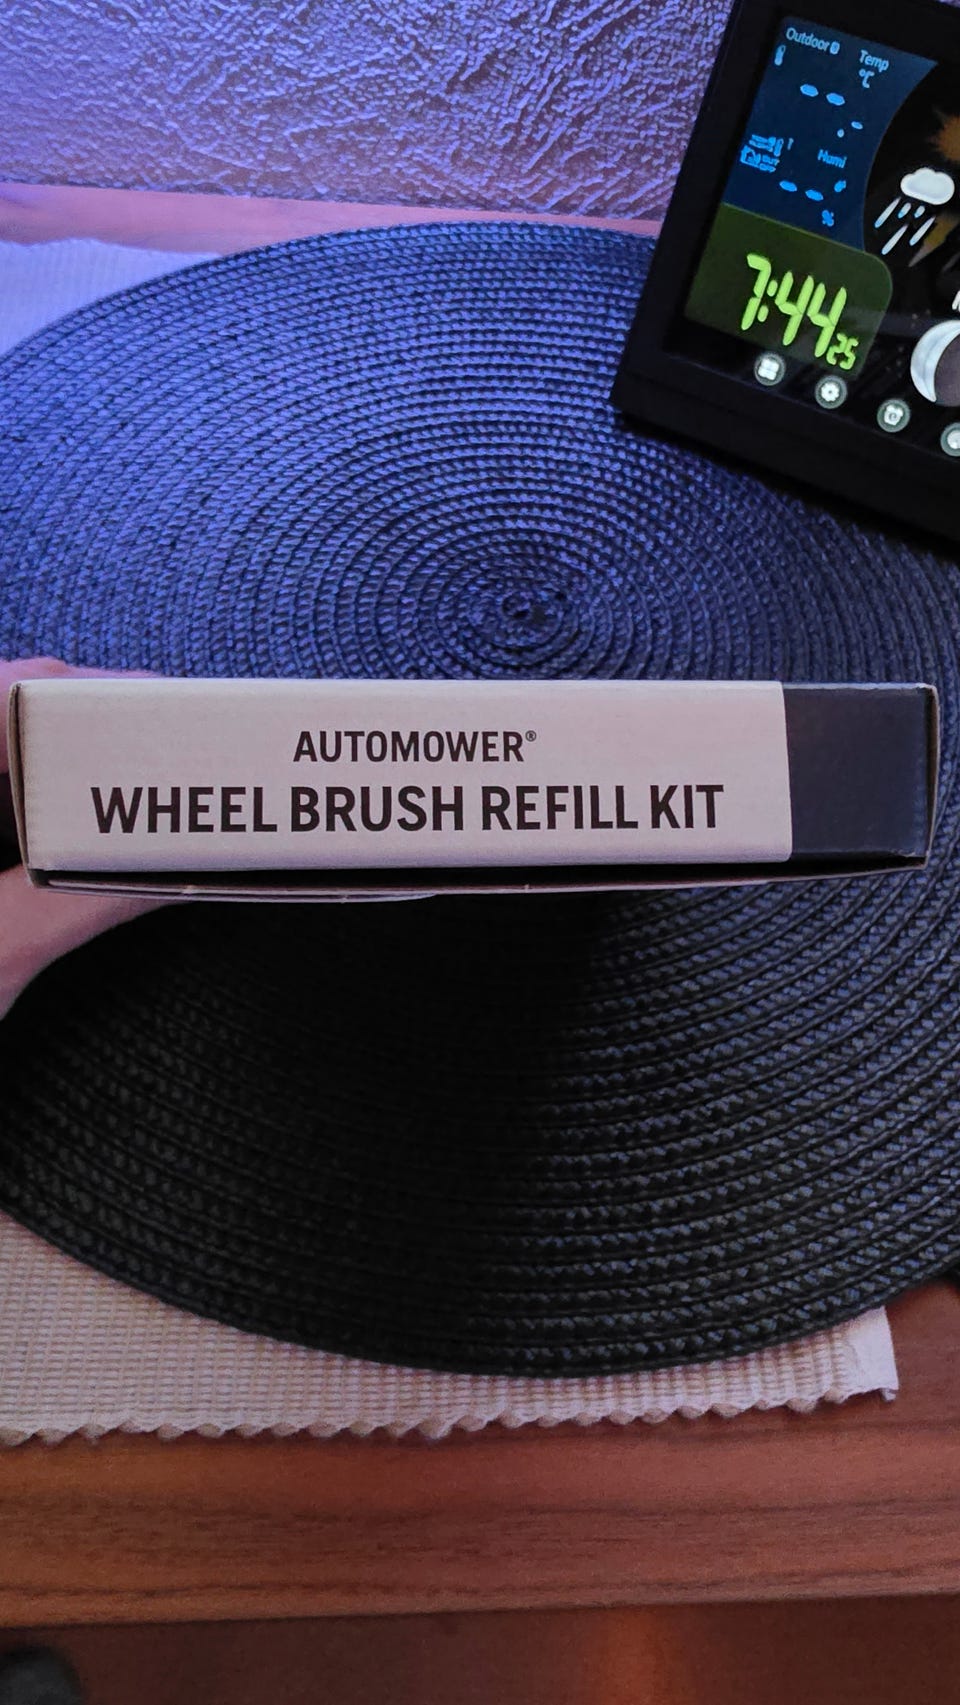 Outdoor
Temp
°C
-- .-
Humi
-- %
7:44 25
AUTOMOWER®
WHEEL BRUSH REFILL KIT